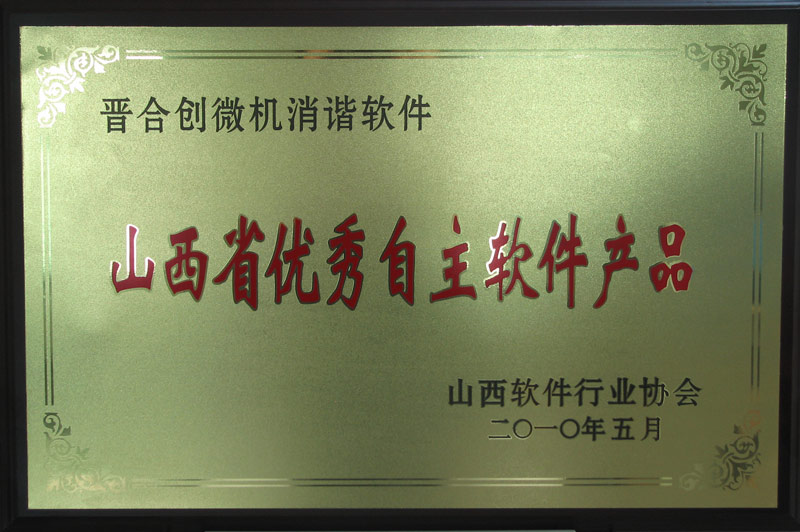 晋合创微机消谐软件
山西省优秀自主软件产品
山西软件行业协会
二〇一〇年五月